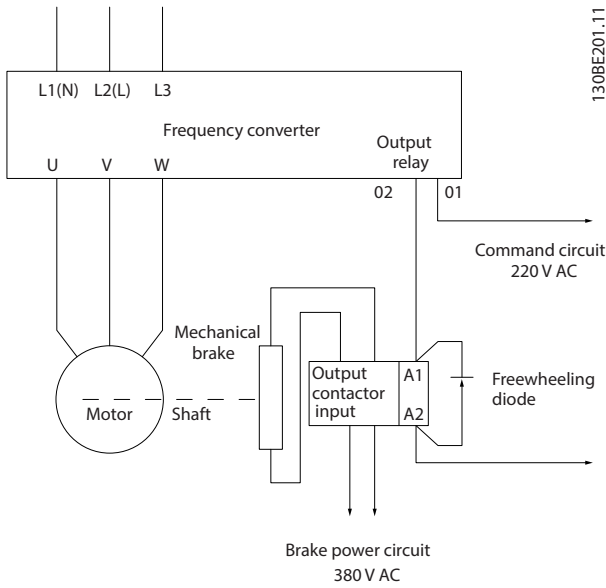 130BE201.11
L1(N) L2(L) L3
Frequency converter
Output
relay
U V W
02 01
Command circuit
220 V AC
Mechanical
brake
Output
contactor
input
A1
A2
Freewheeling
diode
Motor Shaft
Brake power circuit
380 V AC